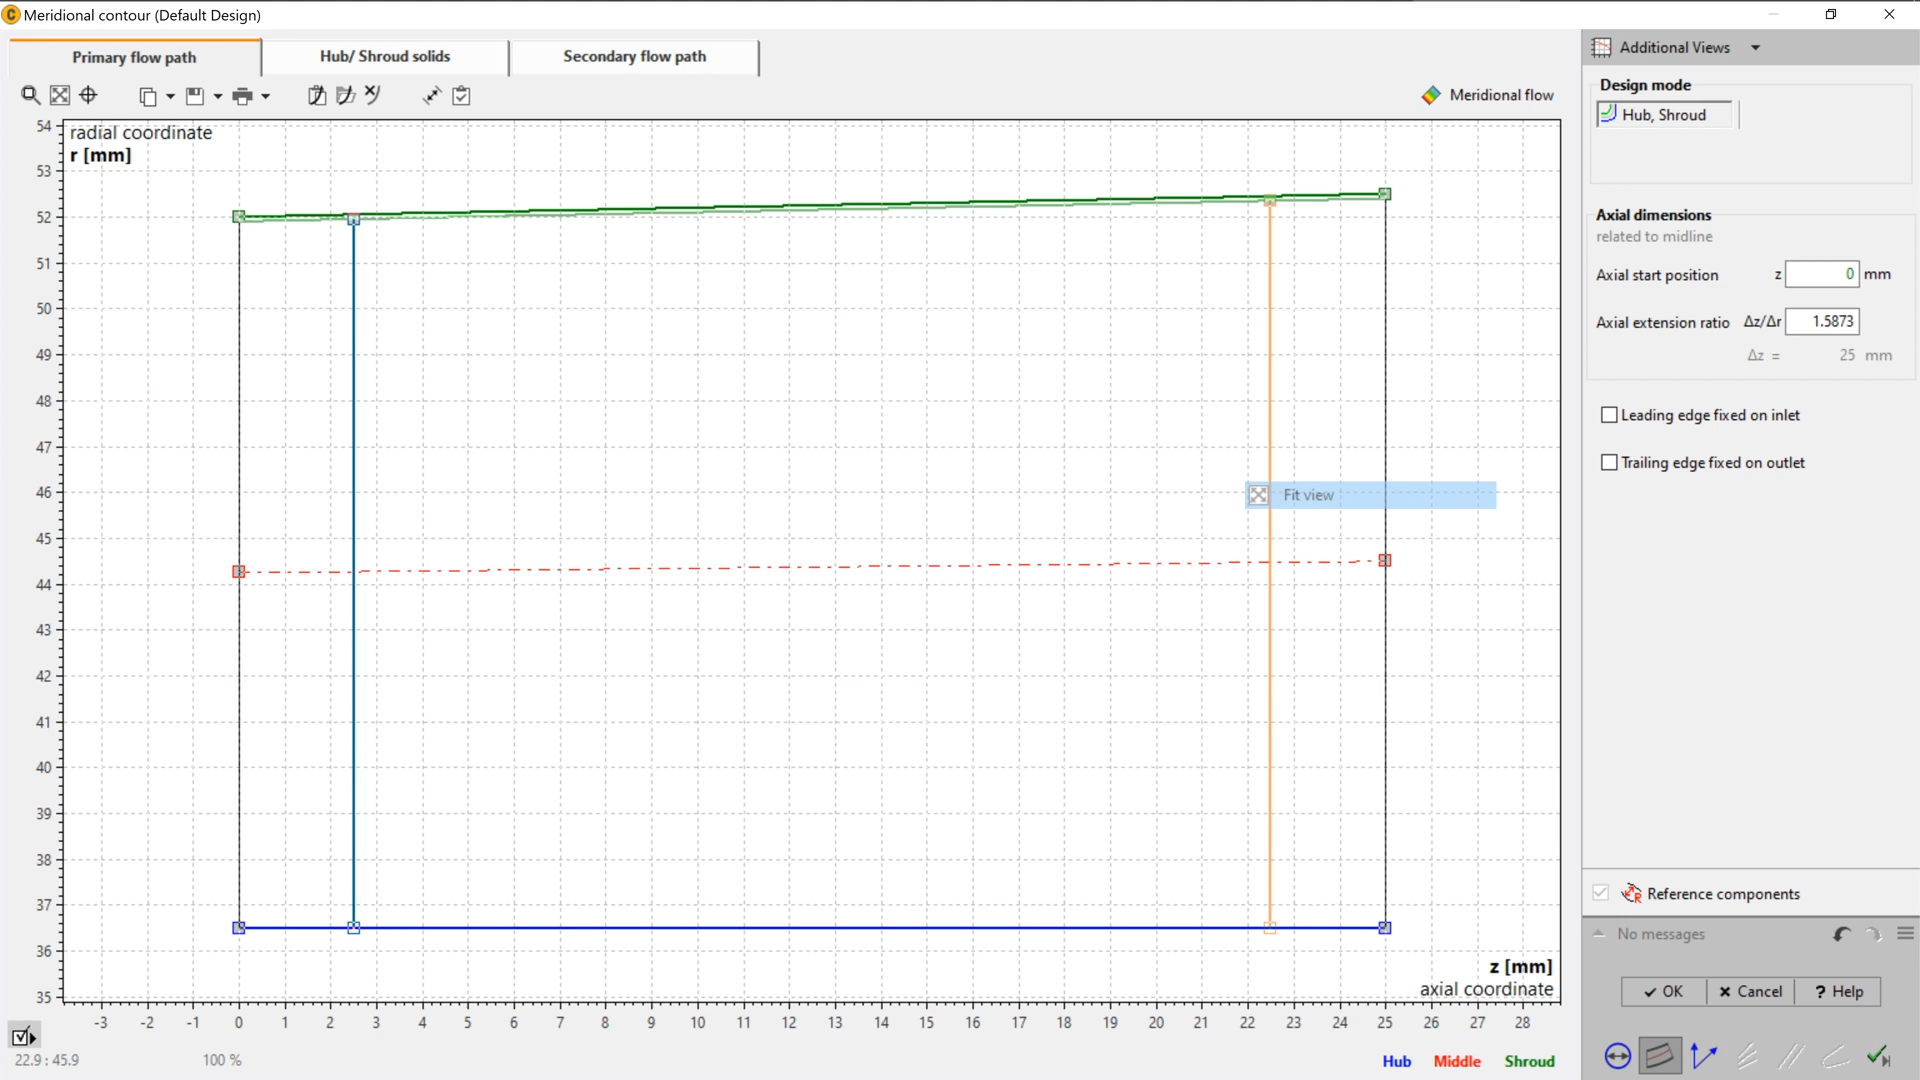 Meridional contour (Default Design)
Primary flow path
Hub/ Shroud solids
Secondary flow path
Additional Views
Meridional flow
Design mode
Hub, Shroud
Axial dimensions
related to midline
Axial start position z 0 mm
Axial extension ratio Δz/Δr 1.5873
Δz = 25 mm
Leading edge fixed on inlet
Trailing edge fixed on outlet
radial coordinate
r [mm]
54
53
52
51
50
49
48
47
46
45
44
43
42
41
40
39
38
37
36
35
Fit view
z [mm]
axial coordinate
-3 -2 -1 0 1 2 3 4 5 6 7 8 9 10 11 12 13 14 15 16 17 18 19 20 21 22 23 24 25 26 27 28
22.9 : 45.9 100 %
Hub Middle Shroud
Reference components
No messages
OK Cancel ? Help